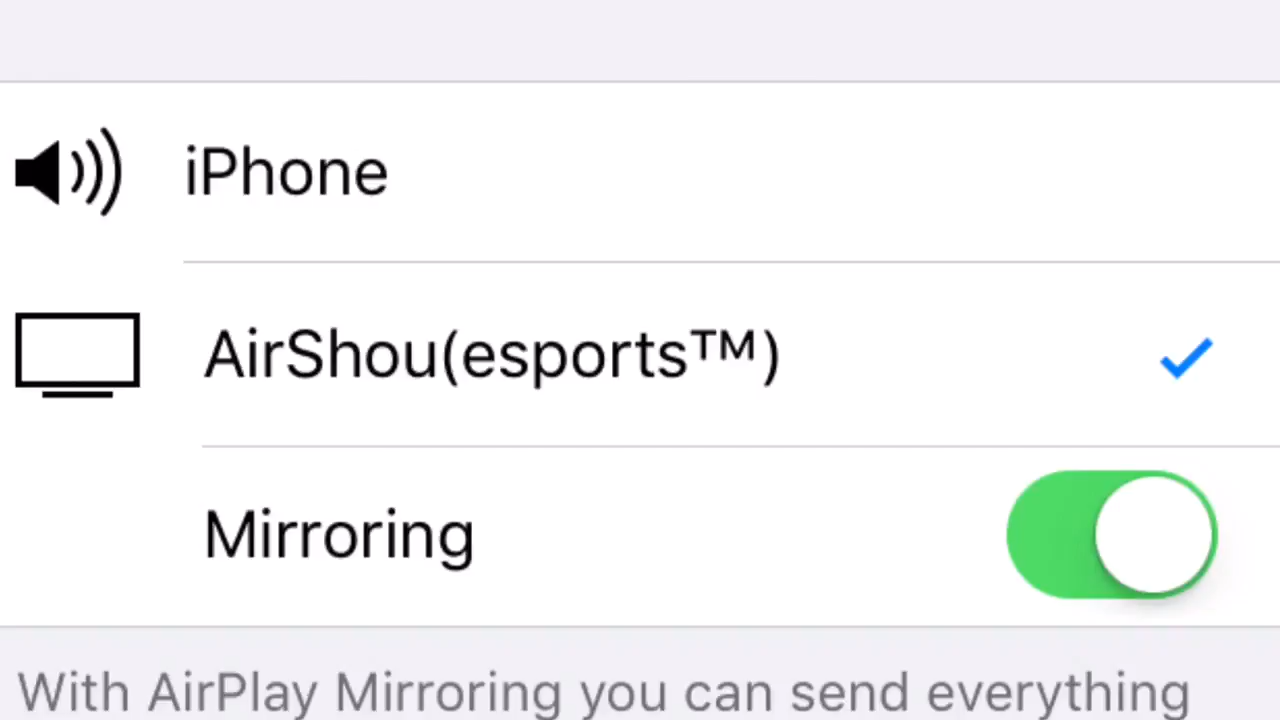 iPhone
AirShou(esports™)
Mirroring
With AirPlay Mirroring you can send everything